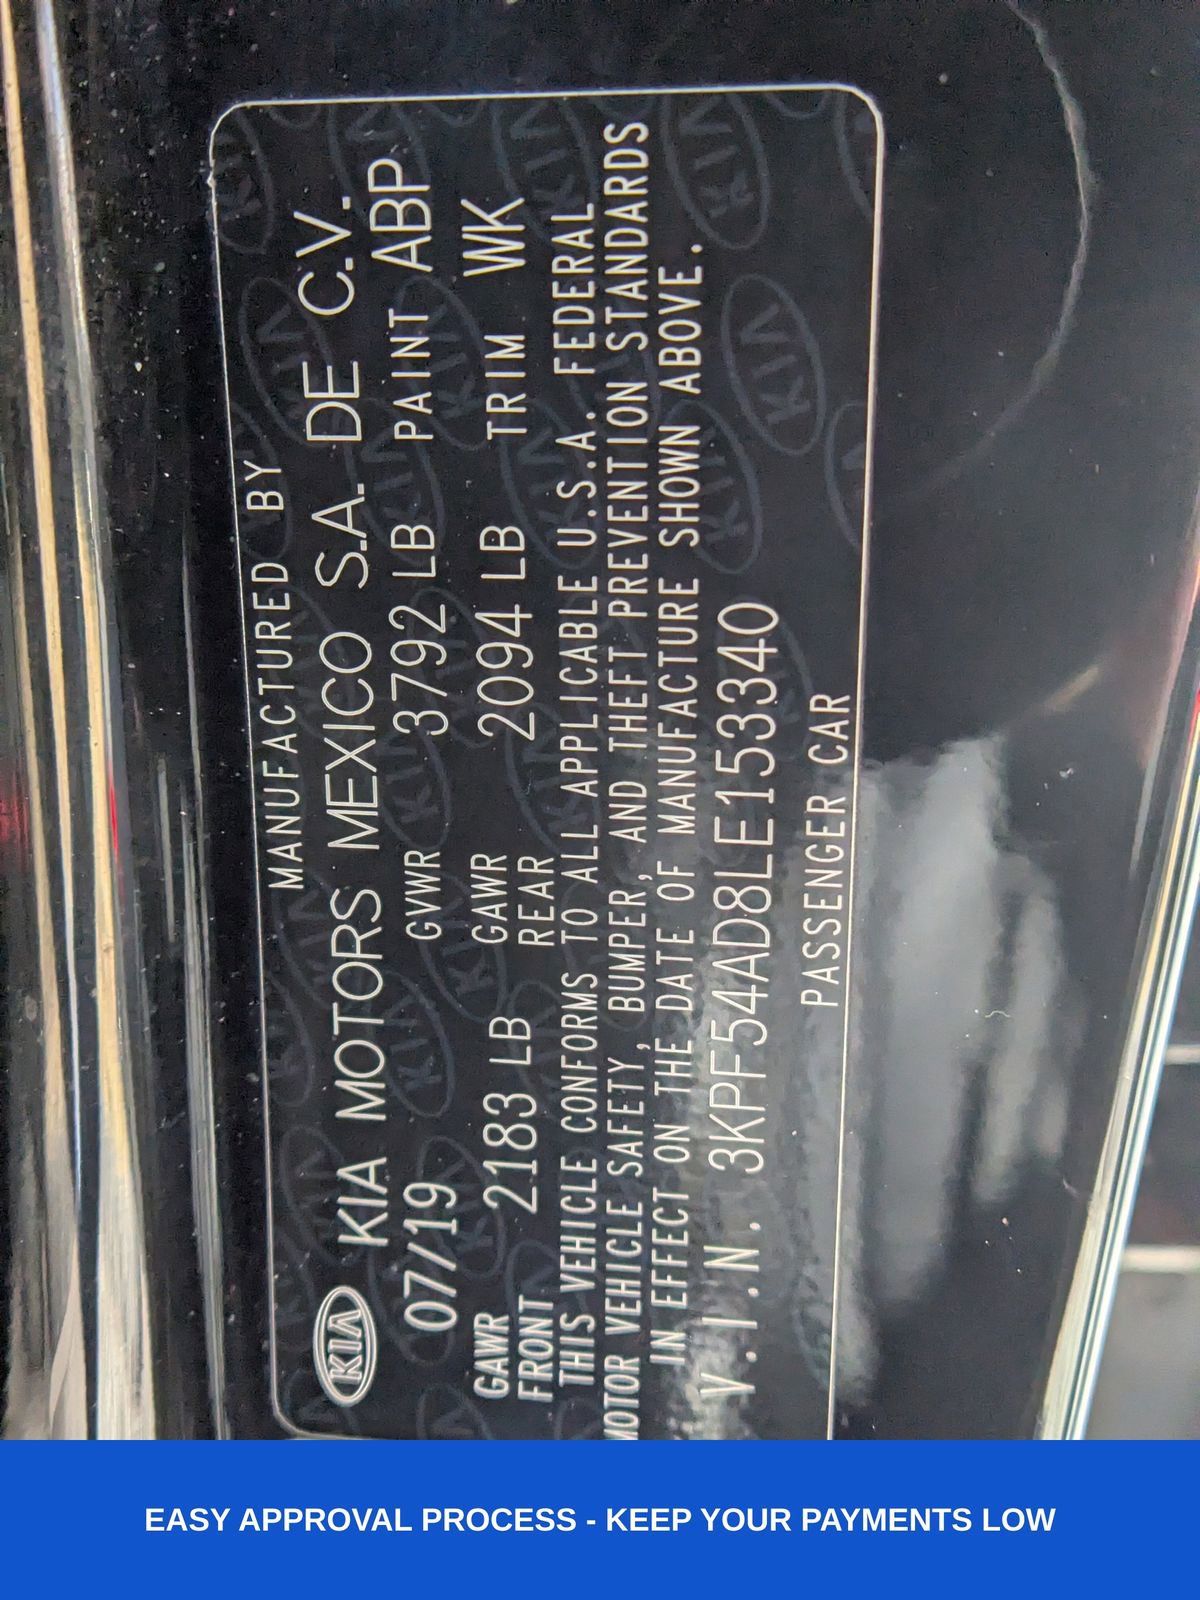 MANUFACTURED BY
KIA KIA MOTORS MEXICO S.A. DE C.V.
07/19 GVWR 3792 LB PAINT ABP
GAWR FRONT 2183 LB GAWR REAR 2094 LB TRIM WK
THIS VEHICLE CONFORMS TO ALL APPLICABLE U.S.A. FEDERAL
MOTOR VEHICLE SAFETY, BUMPER, AND THEFT PREVENTION STANDARDS
IN EFFECT ON THE DATE OF MANUFACTURE SHOWN ABOVE.
V.I.N. 3KPF54AD8LE153340
PASSENGER CAR
EASY APPROVAL PROCESS - KEEP YOUR PAYMENTS LOW